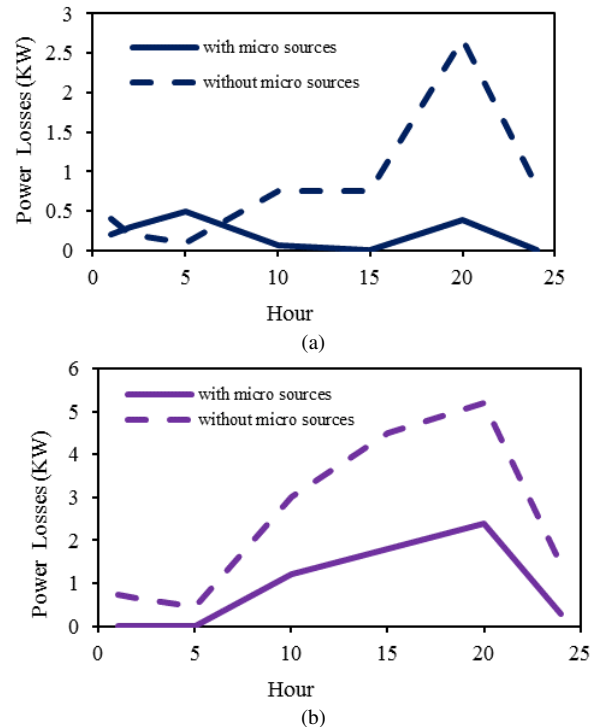 3
2.5
2
1.5
1
0.5
0
Power Losses (KW)
with micro sources
without micro sources
0 5 10 15 20 25
Hour
(a)
6
5
4
3
2
1
0
Power Losses (KW)
with micro sources
without micro sources
0 5 10 15 20 25
Hour
(b)